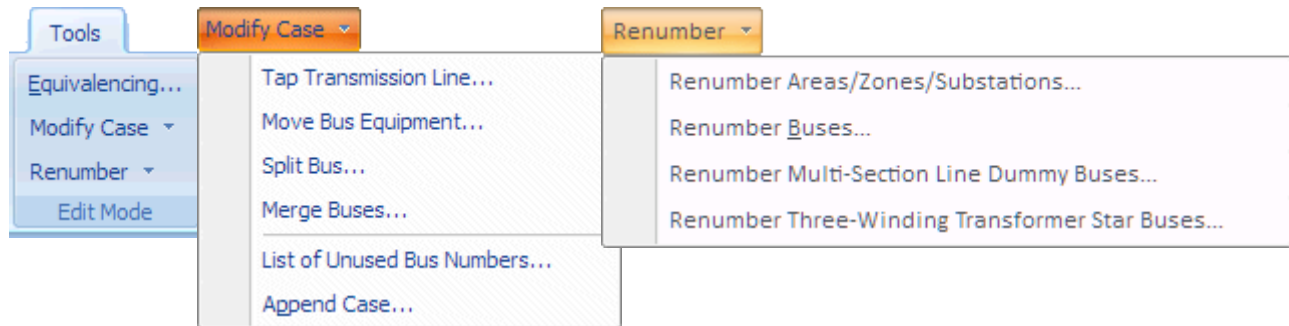 Tools
Equivalencing...
Modify Case
Renumber
Edit Mode
Modify Case
Tap Transmission Line...
Move Bus Equipment...
Split Bus...
Merge Buses...
List of Unused Bus Numbers...
Append Case...
Renumber
Renumber Areas/Zones/Substations...
Renumber Buses...
Renumber Multi-Section Line Dummy Buses...
Renumber Three-Winding Transformer Star Buses...